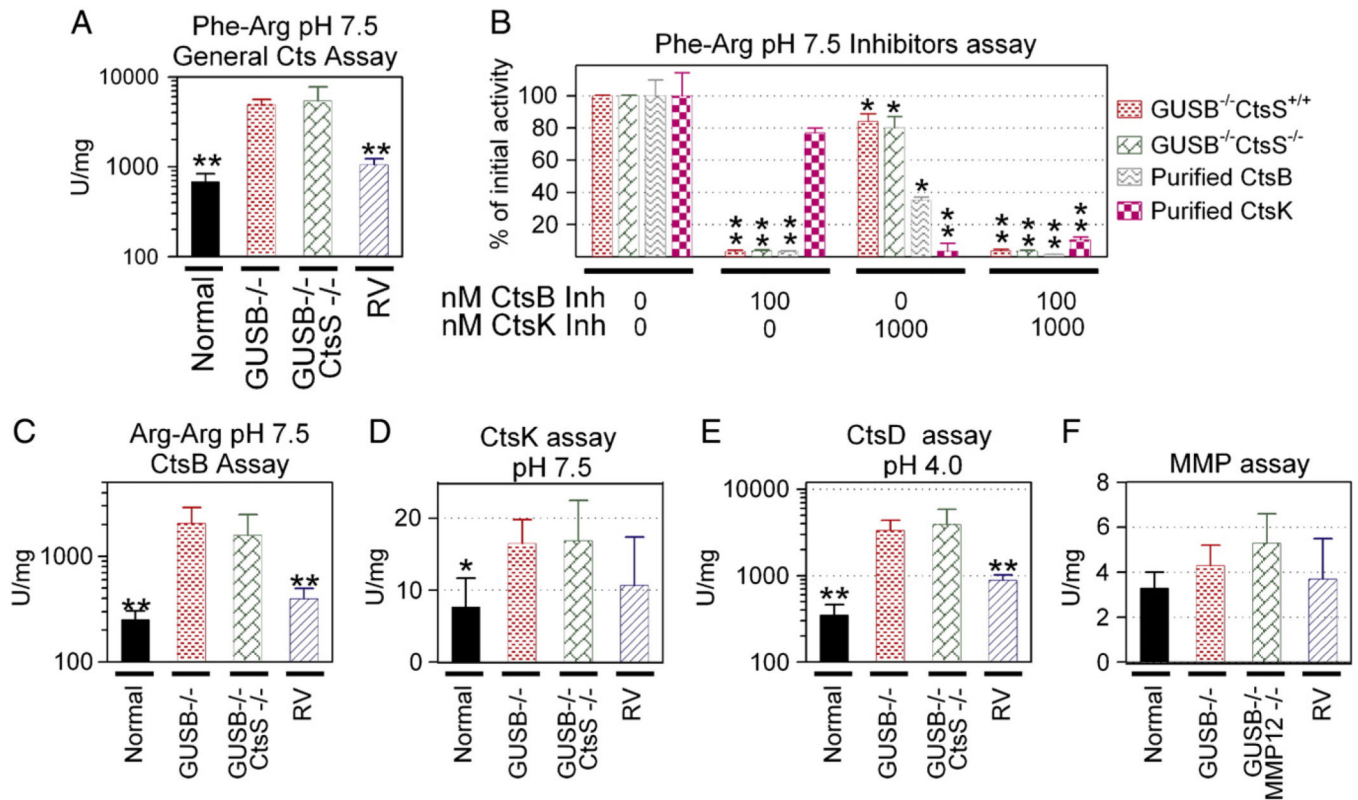 A
Phe-Arg pH 7.5
General Cts Assay
U/mg
10000
1000
100
**
**
Normal
GUSB-/-
GUSB-/-
CtsS -/-
RV
B
Phe-Arg pH 7.5 Inhibitors assay
% of initial activity
100
80
60
40
20
**
**
**
*
*
*
**
**
**
**
**
nM CtsB Inh 0 100 0 100
nM CtsK Inh 0 0 1000 1000
GUSB-/-CtsS+/+
GUSB-/-CtsS-/-
Purified CtsB
Purified CtsK
C
Arg-Arg pH 7.5
CtsB Assay
U/mg
1000
100
**
**
Normal
GUSB-/-
GUSB-/-
CtsS -/-
RV
D
CtsK assay
pH 7.5
U/mg
20
10
0
*
Normal
GUSB-/-
GUSB-/-
CtsS -/-
RV
E
CtsD assay
pH 4.0
U/mg
10000
1000
100
**
**
Normal
GUSB-/-
GUSB-/-
CtsS -/-
RV
F
MMP assay
U/mg
8
6
4
2
0
Normal
GUSB-/-
GUSB-/-
MMP12 -/-
RV